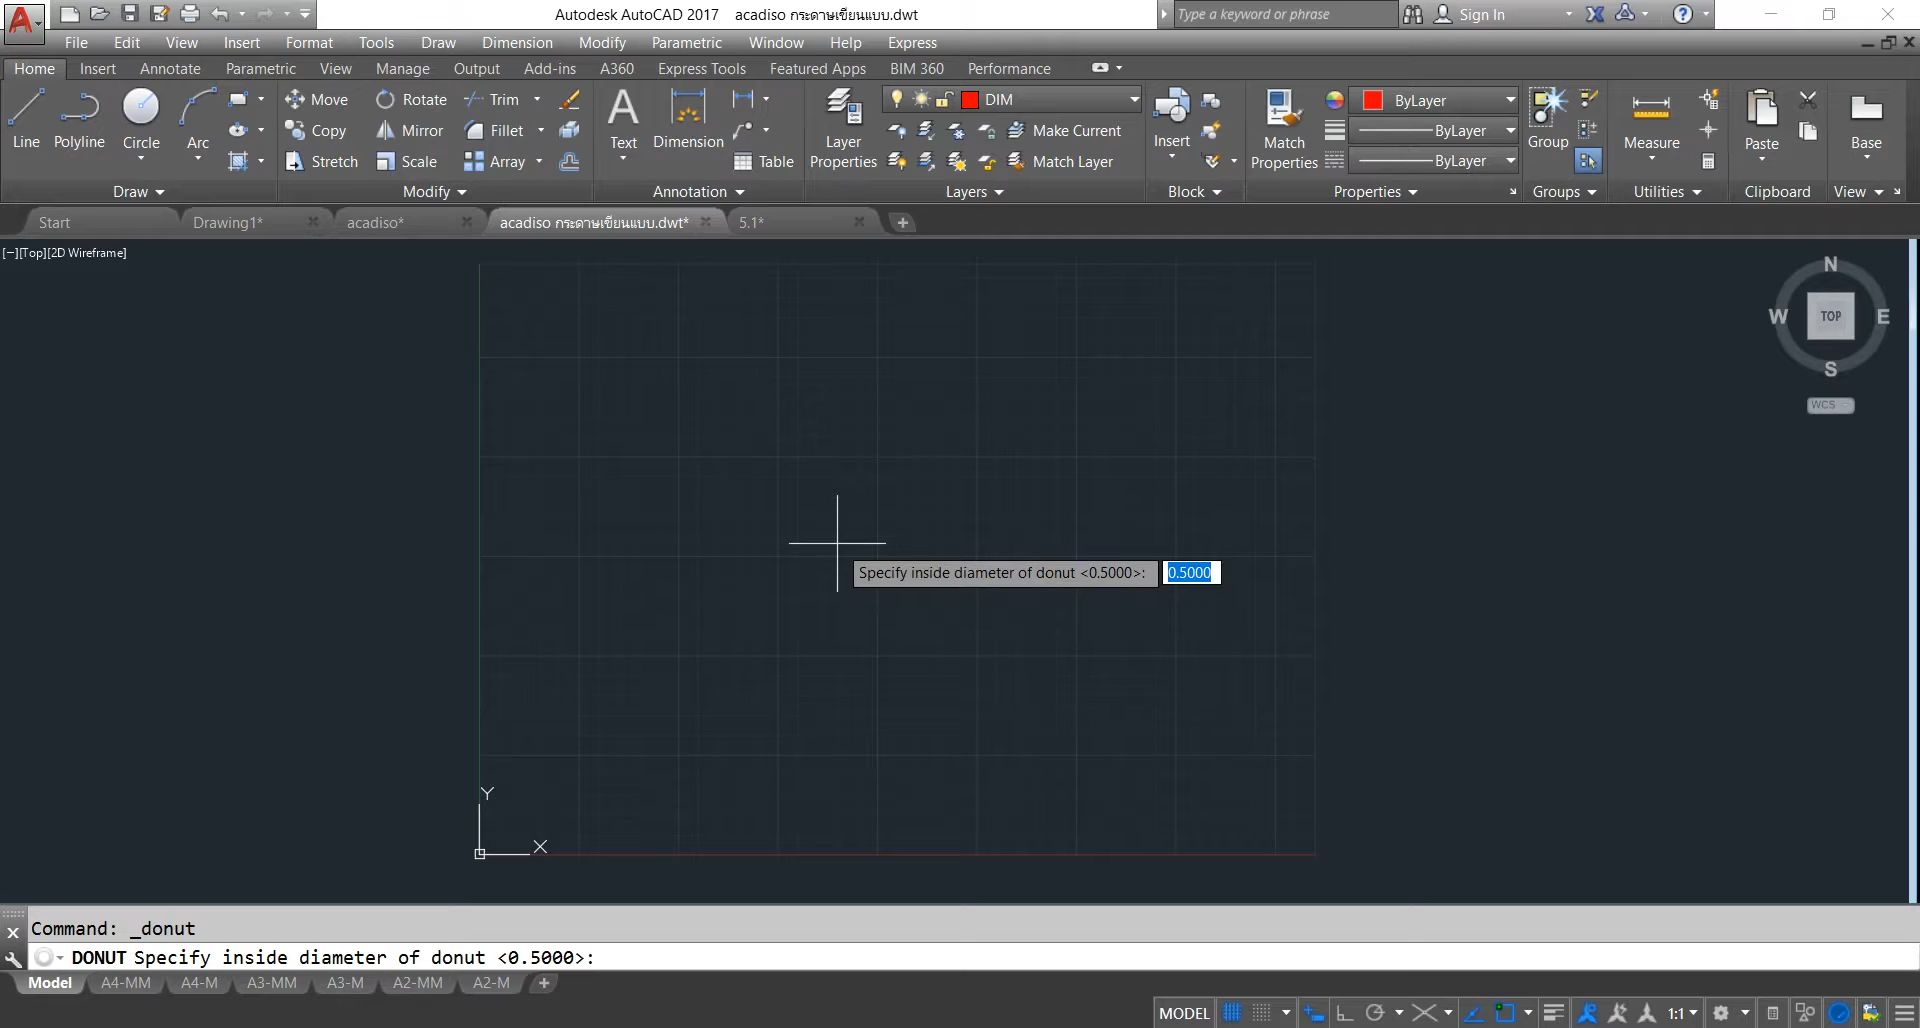 Autodesk AutoCAD 2017 acadiso กระดาษเขียนแบบ.dwt
Type a keyword or phrase
Sign In
File Edit View Insert Format Tools Draw Dimension Modify Parametric Window Help Express
Home Insert Annotate Parametric View Manage Output Add-ins A360 Express Tools Featured Apps BIM 360 Performance
Line Polyline Circle Arc
Move Rotate Trim
Copy Mirror Fillet
Stretch Scale Array
Text Dimension Table
Layer Properties
DIM
Make Current
Match Layer
Insert
Match Properties
ByLayer
ByLayer
ByLayer
Group
Measure
Paste
Base
Draw Modify Annotation Layers Block Properties Groups Utilities Clipboard View
Start Drawing1* acadiso* acadiso กระดาษเขียนแบบ.dwt* 5.1*
[−][Top][2D Wireframe]
N
W TOP E
S
WCS
Specify inside diameter of donut <0.5000>: 0.5000
Y
X
Command: _donut
DONUT Specify inside diameter of donut <0.5000>:
Model A4-MM A4-M A3-MM A3-M A2-MM A2-M
MODEL 1:1